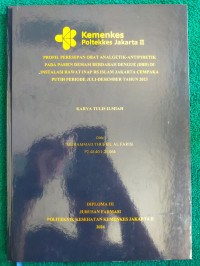 Kemenkes
Poltekkes Jakarta II
PROFIL PERESEPAN OBAT ANALGETIK-ANTIPIRETIK
PADA PASIEN DEMAM BERDARAH DENGUE (DBD) DI
INSTALASI RAWAT INAP RS ISLAM JAKARTA CEMPAKA
PUTIH PERIODE JULI-DESEMBER TAHUN 2023
KARYA TULIS ILMIAH
Oleh:
MUHAMMAD
DIPLOMA III
JURUSAN FARMASI
POLITEKNIK KESEHATAN KEMENKES JAKARTA II
2024